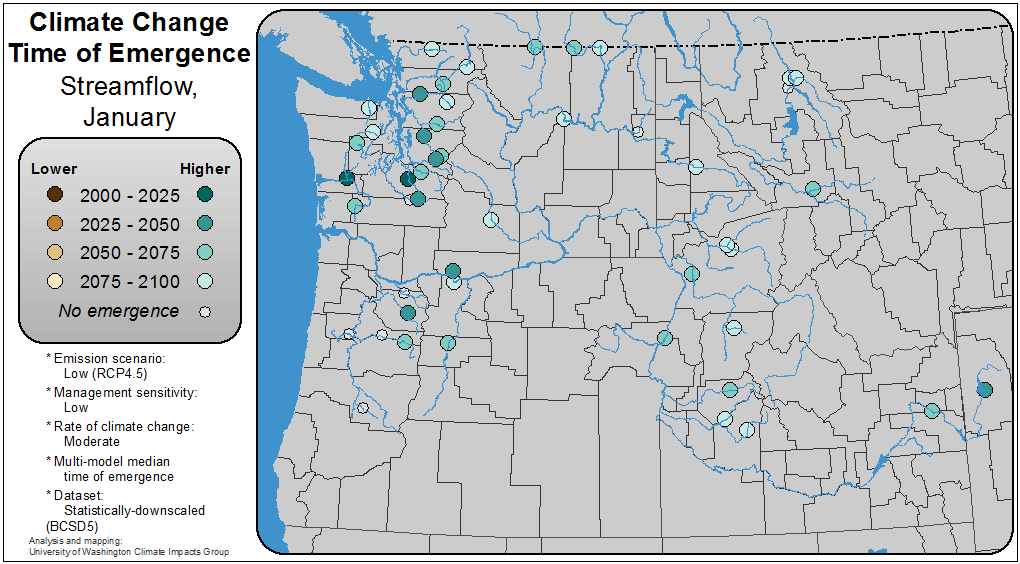 Climate Change
Time of Emergence
Streamflow,
January
Lower Higher
2000 - 2025
2025 - 2050
2050 - 2075
2075 - 2100
No emergence
* Emission scenario:
Low (RCP4.5)
* Management sensitivity:
Low
* Rate of climate change:
Moderate
* Multi-model median
time of emergence
* Dataset:
Statistically-downscaled
(BCSD5)
Analysis and mapping:
University of Washington Climate Impacts Group